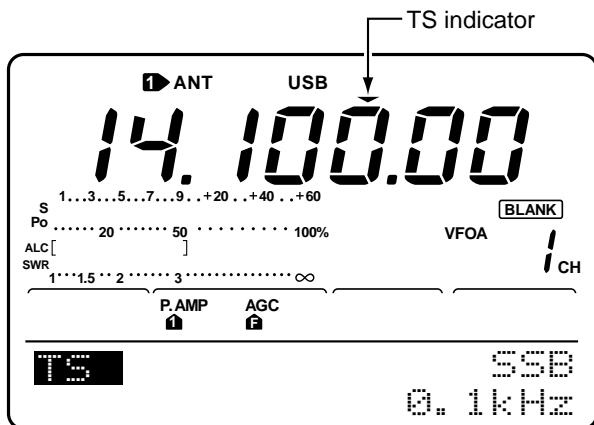 TS indicator
1 ANT USB
14.100.00
1...3...5...7...9..+20..+40..+60
S
Po ...... 20 ...... 50 .......... 100%
BLANK
VFOA 1 CH
ALC [ ]
SWR
1....1.5..2.....3..............∞
P.AMP AGC
1 F
TS SSB
0.1kHz